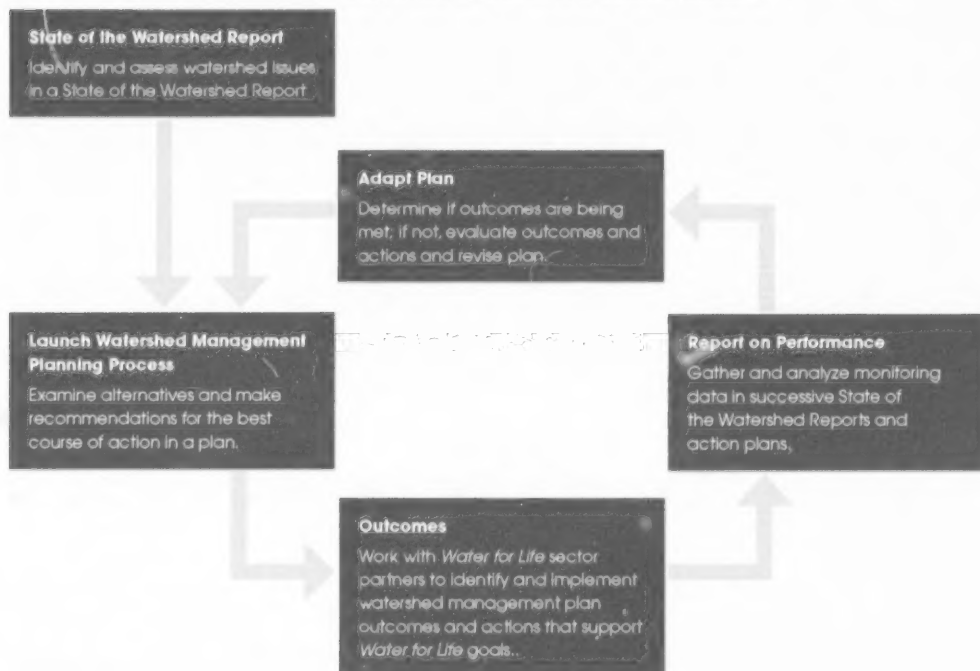 State of the Watershed Report
Identify and assess watershed issues
in a State of the Watershed Report
Adapt Plan
Determine if outcomes are being
met; if not, evaluate outcomes and
actions and revise plan.
Launch Watershed Management
Planning Process
Examine alternatives and make
recommendations for the best
course of action in a plan.
Report on Performance
Gather and analyze monitoring
data in successive State of
the Watershed Reports and
action plans.
Outcomes
Work with Water for Life sector
partners to identify and implement
watershed management plan
outcomes and actions that support
Water for Life goals..